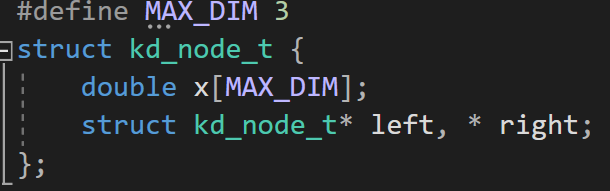 #define MAX_DIM 3
struct kd_node_t {
    double x[MAX_DIM];
    struct kd_node_t* left, * right;
};